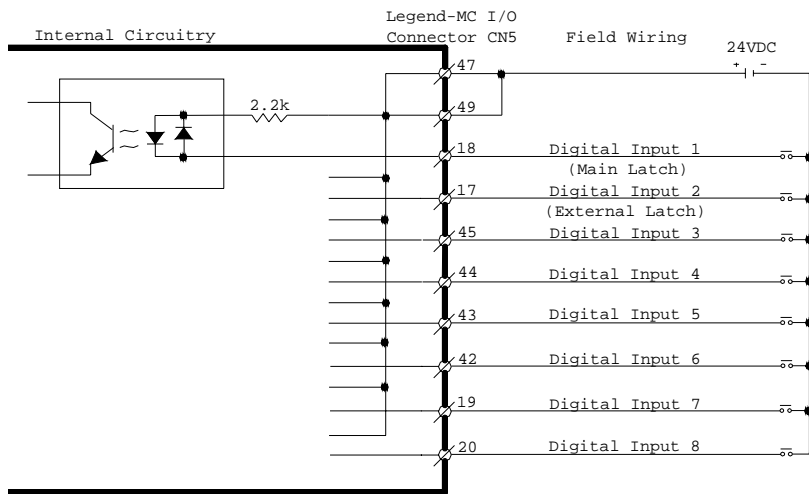 Legend-MC I/O
Internal Circuitry
Connector CN5
Field Wiring
24VDC
+ -
47
2.2k
49
18
Digital Input 1
(Main Latch)
17
Digital Input 2
(External Latch)
45
Digital Input 3
44
Digital Input 4
43
Digital Input 5
42
Digital Input 6
19
Digital Input 7
20
Digital Input 8